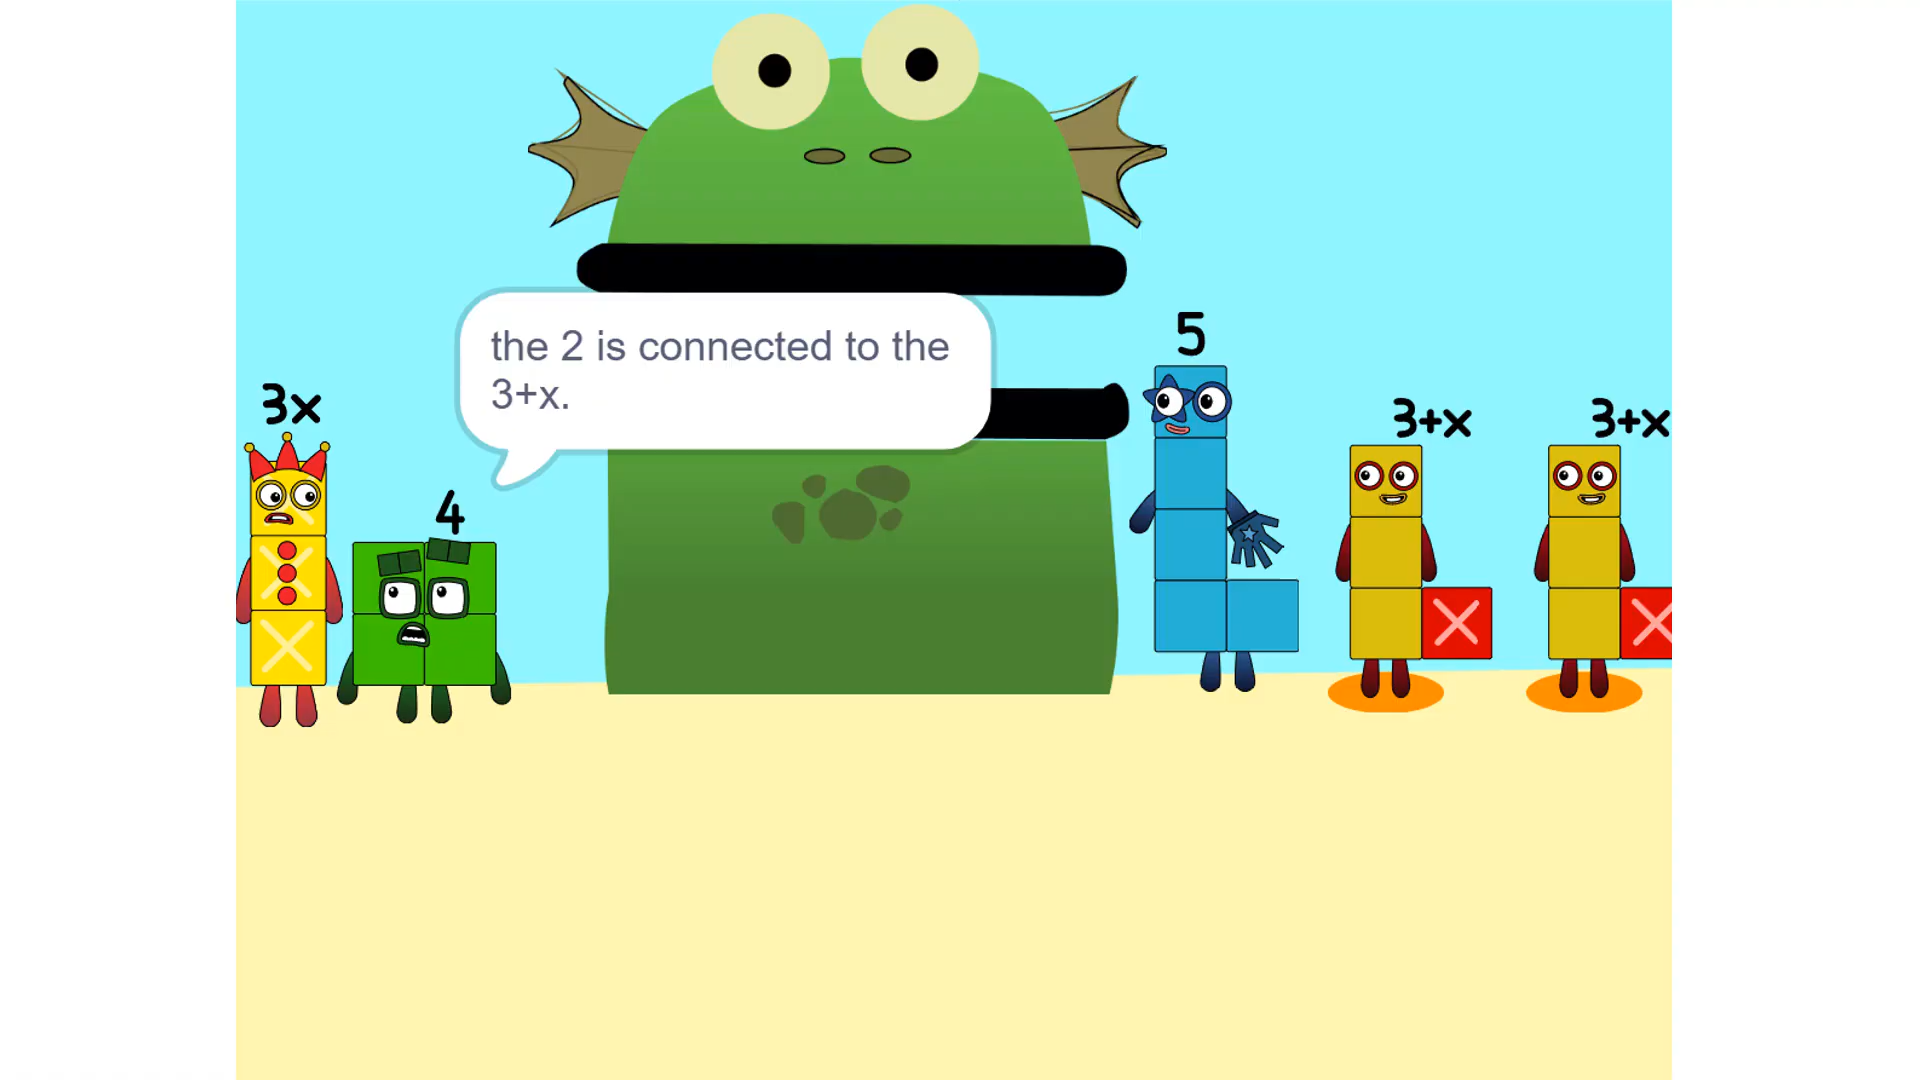 the 2 is connected to the
3+x.
5
3x
3+x
3+x
4